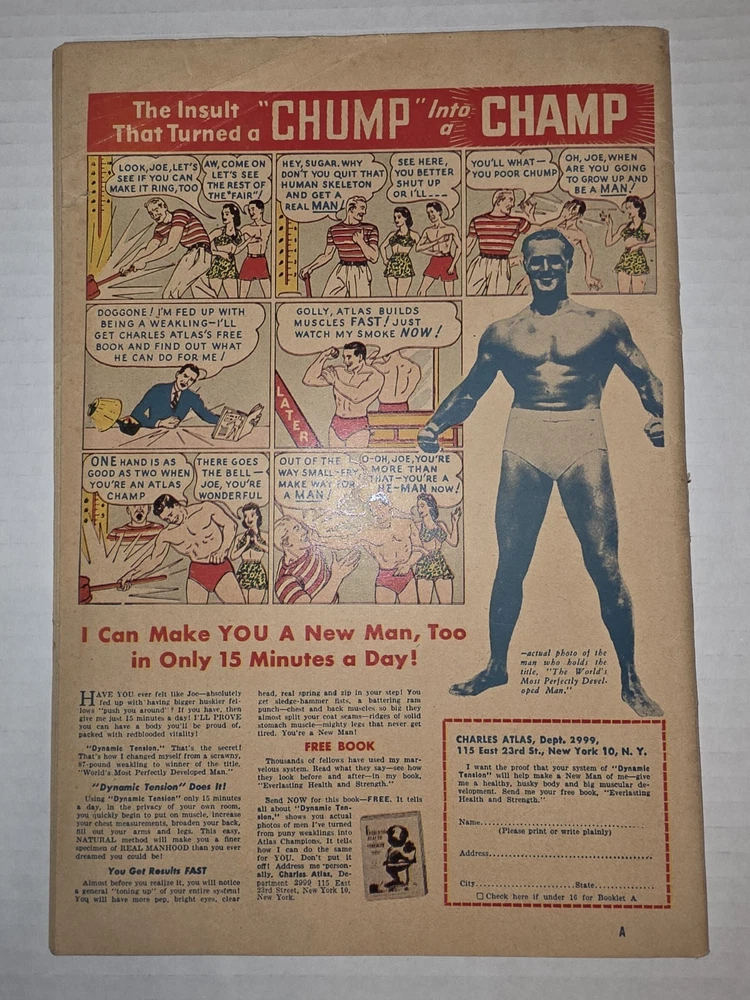 The Insult
That Turned a "CHUMP" Into a CHAMP
LOOK, JOE, LET'S
SEE IF YOU CAN
MAKE IT RING, TOO
AW, COME ON
LET'S SEE
THE REST OF
THE "FAIR"!
HEY, SUGAR. WHY
DON'T YOU QUIT THAT
HUMAN SKELETON
AND GET A
REAL MAN!
SEE HERE,
YOU BETTER
SHUT UP
OR I'LL---
YOU'LL WHAT—
YOU POOR CHUMP
OH, JOE, WHEN
ARE YOU GOING
TO GROW UP AND
BE A MAN!
DOGGONE! I'M FED UP WITH
BEING A WEAKLING—I'LL
GET CHARLES ATLAS'S FREE
BOOK AND FIND OUT WHAT
HE CAN DO FOR ME!
GOLLY, ATLAS BUILDS
MUSCLES FAST! JUST
WATCH MY SMOKE NOW!
LATER
ONE HAND IS AS
GOOD AS TWO WHEN
YOU'RE AN ATLAS
CHAMP
THERE GOES
THE BELL—
JOE, YOU'RE
WONDERFUL
OUT OF THE
WAY SMALL-FRY
MAKE WAY FOR
A MAN!
O-OH, JOE, YOU'RE
MORE THAN
THAT—YOU'RE A
HE-MAN NOW!
—actual photo of the
man who holds the
title, "The World's
Most Perfectly Devel-
oped Man."
I Can Make YOU A New Man, Too
in Only 15 Minutes a Day!
HAVE YOU ever felt like Joe—absolutely
fed up with having bigger huskier fel-
lows "push you around"? If you have, then
give me just 15 minutes a day! I'LL PROVE
you can have a body you'll be proud of,
packed with redblooded vitality!
"Dynamic Tension." That's the secret!
That's how I changed myself from a scrawny,
97-pound weakling to winner of the title,
"World's Most Perfectly Developed Man."
"Dynamic Tension" Does It!
Using "Dynamic Tension" only 15 minutes
a day, in the privacy of your own room,
you quickly begin to put on muscle, increase
your chest measurements, broaden your back,
fill out your arms and legs. This easy,
NATURAL method will make you a finer
specimen of REAL MANHOOD than you ever
dreamed you could be!
You Get Results FAST
Almost before you realize it, you will notice
a general "toning up" of your entire system!
You will have more pep, bright eyes, clear
head, real spring and zip in your step! You
get sledge-hammer fists, a battering ram
punch—chest and back muscles so big they
almost split your coat seams—ridges of solid
stomach muscle—mighty legs that never get
tired. You're a New Man!
FREE BOOK
Thousands of fellows have used my mar-
velous system. Read what they say—see how
they look before and after—in my book,
"Everlasting Health and Strength."
Send NOW for this book—FREE. It tells
all about "Dynamic Ten-
sion," shows you actual
photos of men I've turned
from puny weaklings into
Atlas Champions. It tells
how I can do the same
for YOU. Don't put it
off! Address me person-
ally, Charles Atlas, De-
partment 2999 115 East
23rd Street, New York 10,
New York.
CHARLES ATLAS, Dept. 2999,
115 East 23rd St., New York 10, N. Y.
I want the proof that your system of "Dynamic
Tension" will help make a New Man of me—give
me a healthy, husky body and big muscular de-
velopment. Send me your free book, "Everlasting
Health and Strength."
Name
(Please print or write plainly)
Address
City State
Check here if under 16 for Booklet A
A